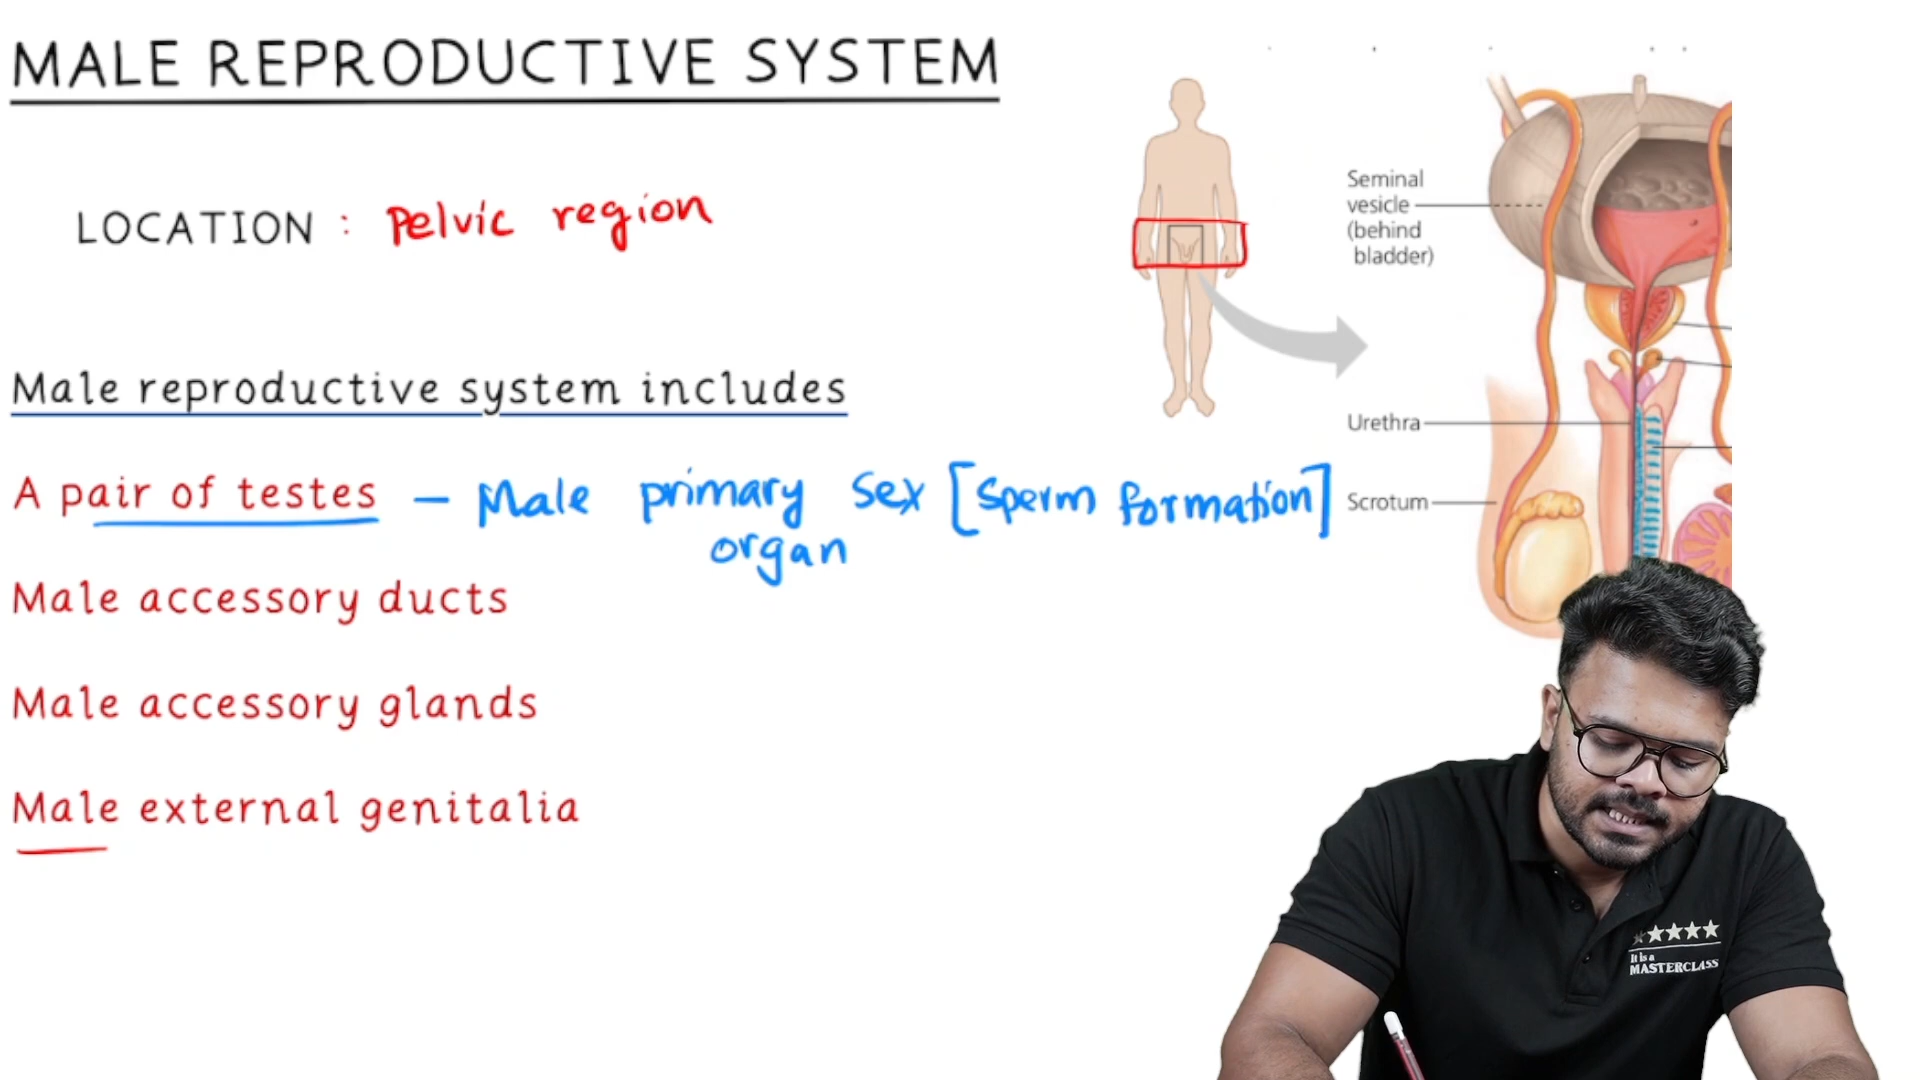 MALE REPRODUCTIVE SYSTEM
LOCATION : Pelvic region
Male reproductive system includes
A pair of testes — Male primary sex [Sperm formation]
organ
Male accessory ducts
Male accessory glands
Male external genitalia
Seminal
vesicle
(behind
bladder)
Urethra
Scrotum
It is a
MASTERCLASS